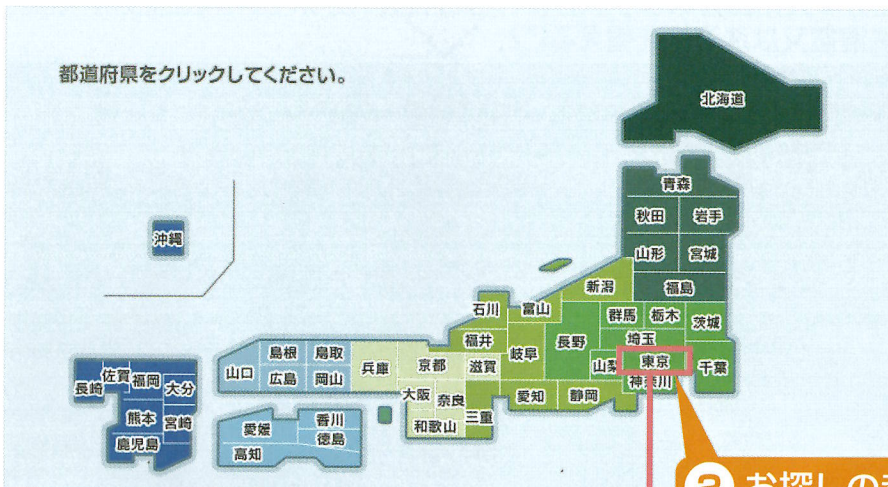 都道府県をクリックしてください。
北海道
青森
秋田
岩手
山形
宮城
福島
沖縄
新潟
石川
富山
群馬
栃木
茨城
福井
長野
埼玉
岐阜
山梨
東京
千葉
神奈川
島根
鳥取
兵庫
京都
滋賀
山口
広島
岡山
大阪
奈良
三重
愛知
静岡
和歌山
長崎
佐賀
福岡
大分
熊本
宮崎
鹿児島
愛媛
香川
徳島
高知
③ お探しの